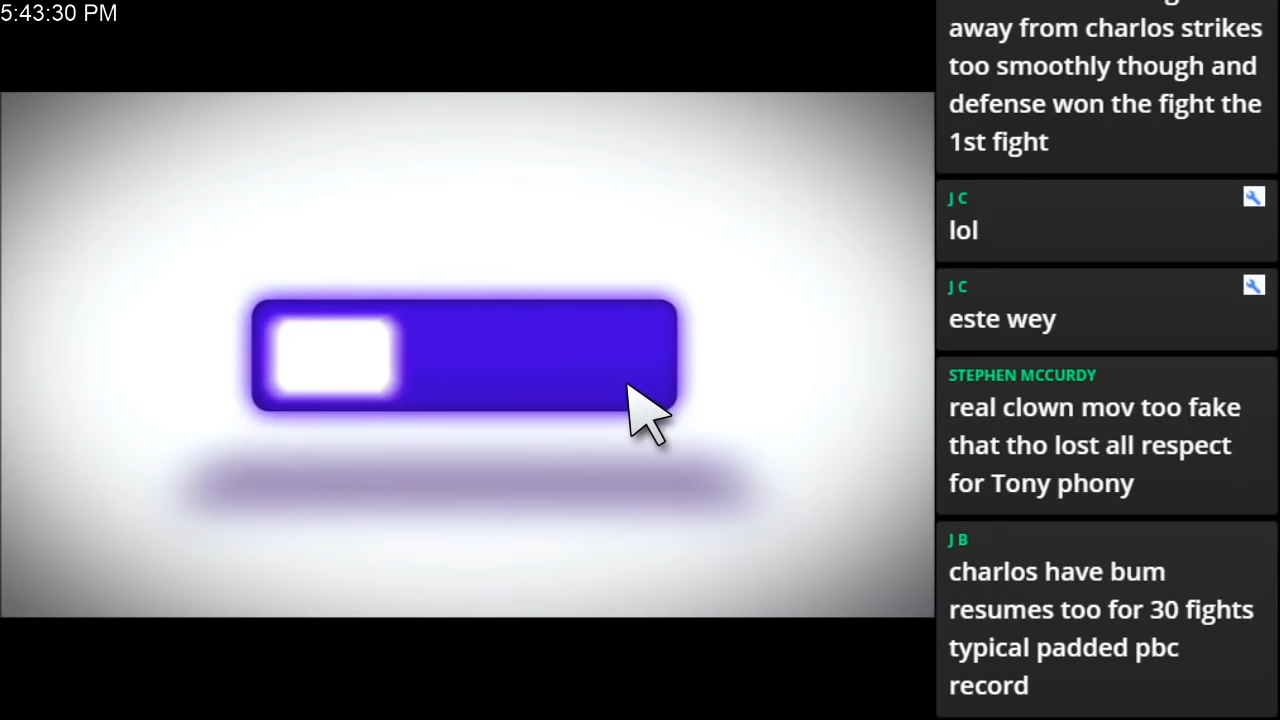 5:43:30 PM
away from charlos strikes
too smoothly though and
defense won the fight the
1st fight
J C
lol
J C
este wey
STEPHEN MCCURDY
real clown mov too fake
that tho lost all respect
for Tony phony
J B
charlos have bum
resumes too for 30 fights
typical padded pbc
record